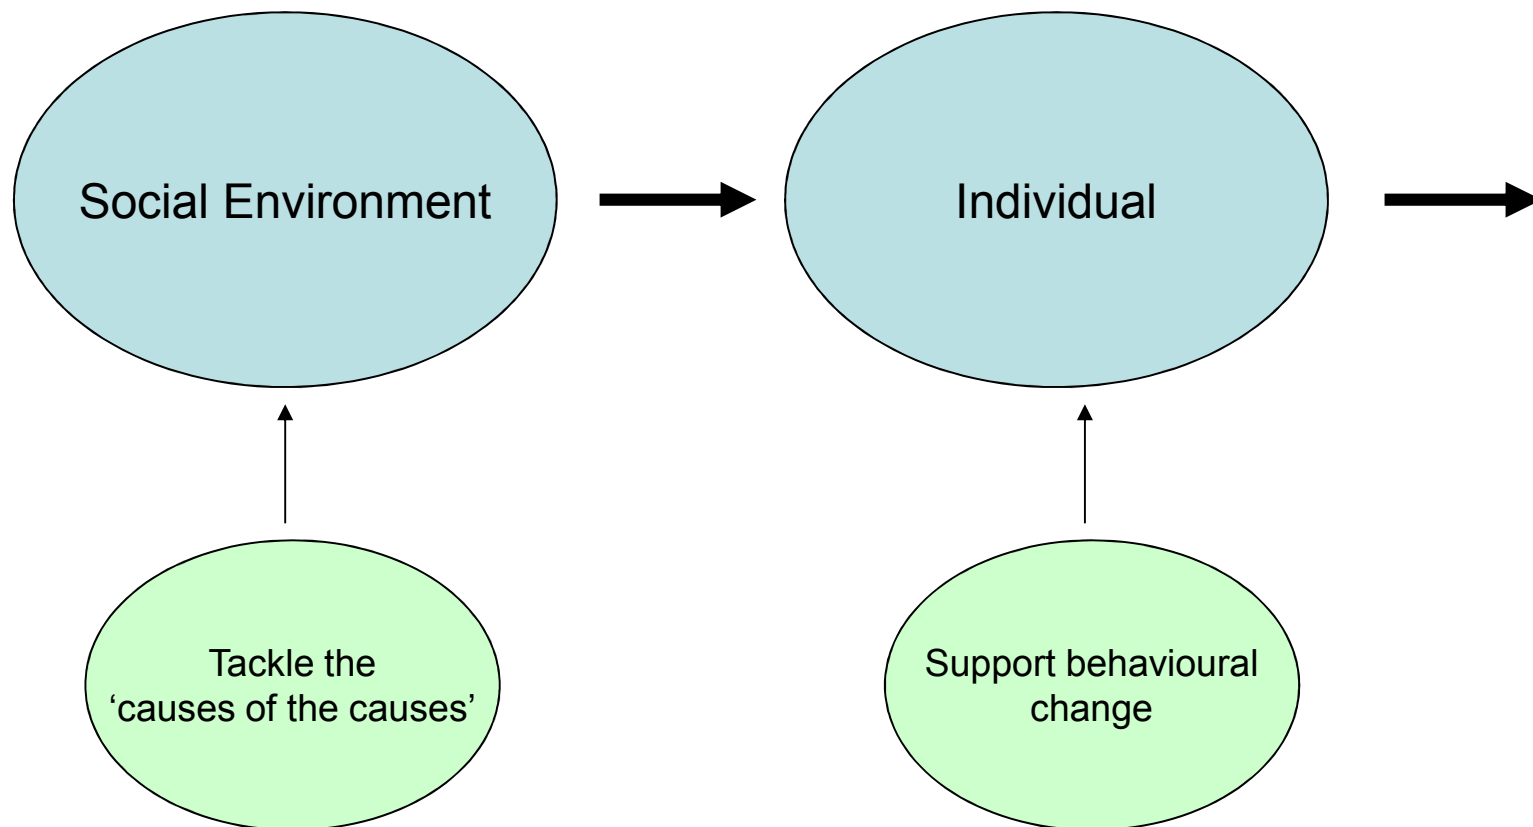 Social Environment
Individual
Tackle the
‘causes of the causes’
Support behavioural
change